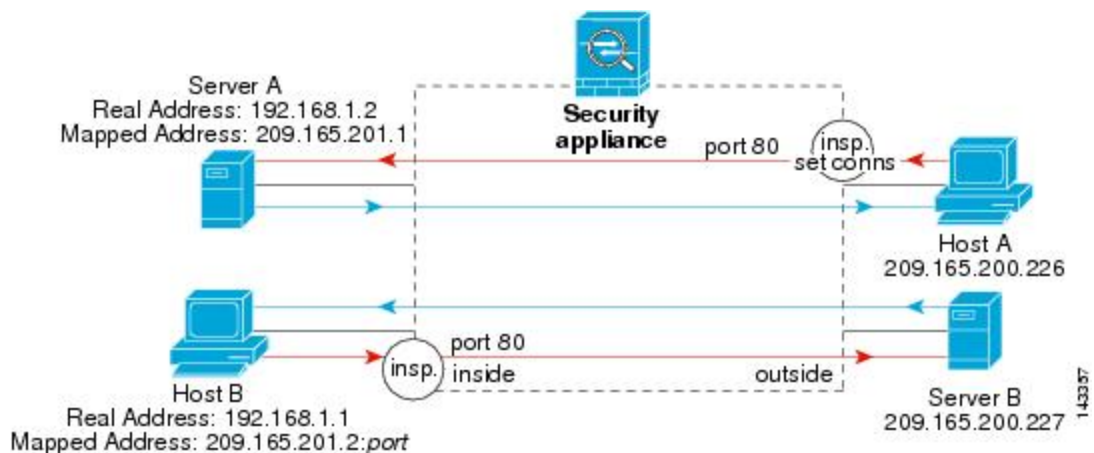 Server A
Real Address: 192.168.1.2
Mapped Address: 209.165.201.1
Security
appliance
port 80
insp.
set conns
Host A
209.165.200.226
port 80
insp.
inside
outside
Host B
Real Address: 192.168.1.1
Mapped Address: 209.165.201.2:port
Server B
209.165.200.227
143357